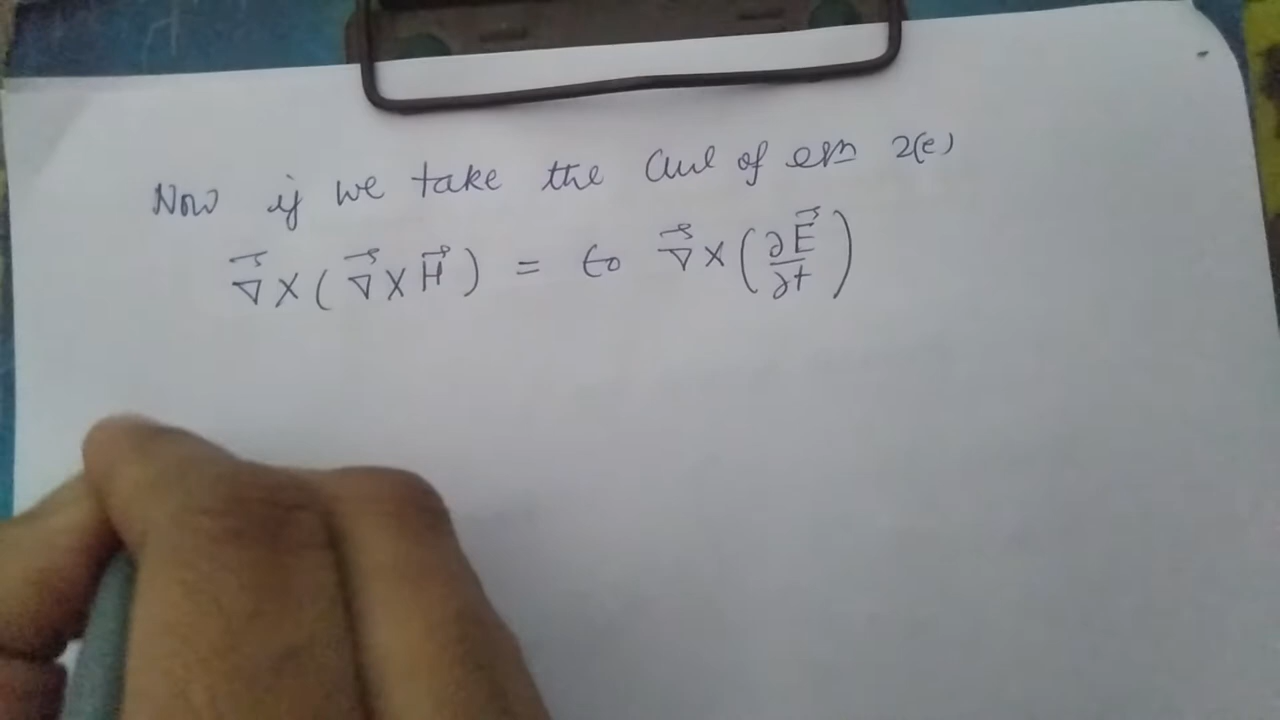 Now if we take the Curl of eqn 2(e)
∇⃗ × ( ∇⃗ × H⃗ ) = ϵ₀ ∇⃗ × ( ∂E⃗/∂t )